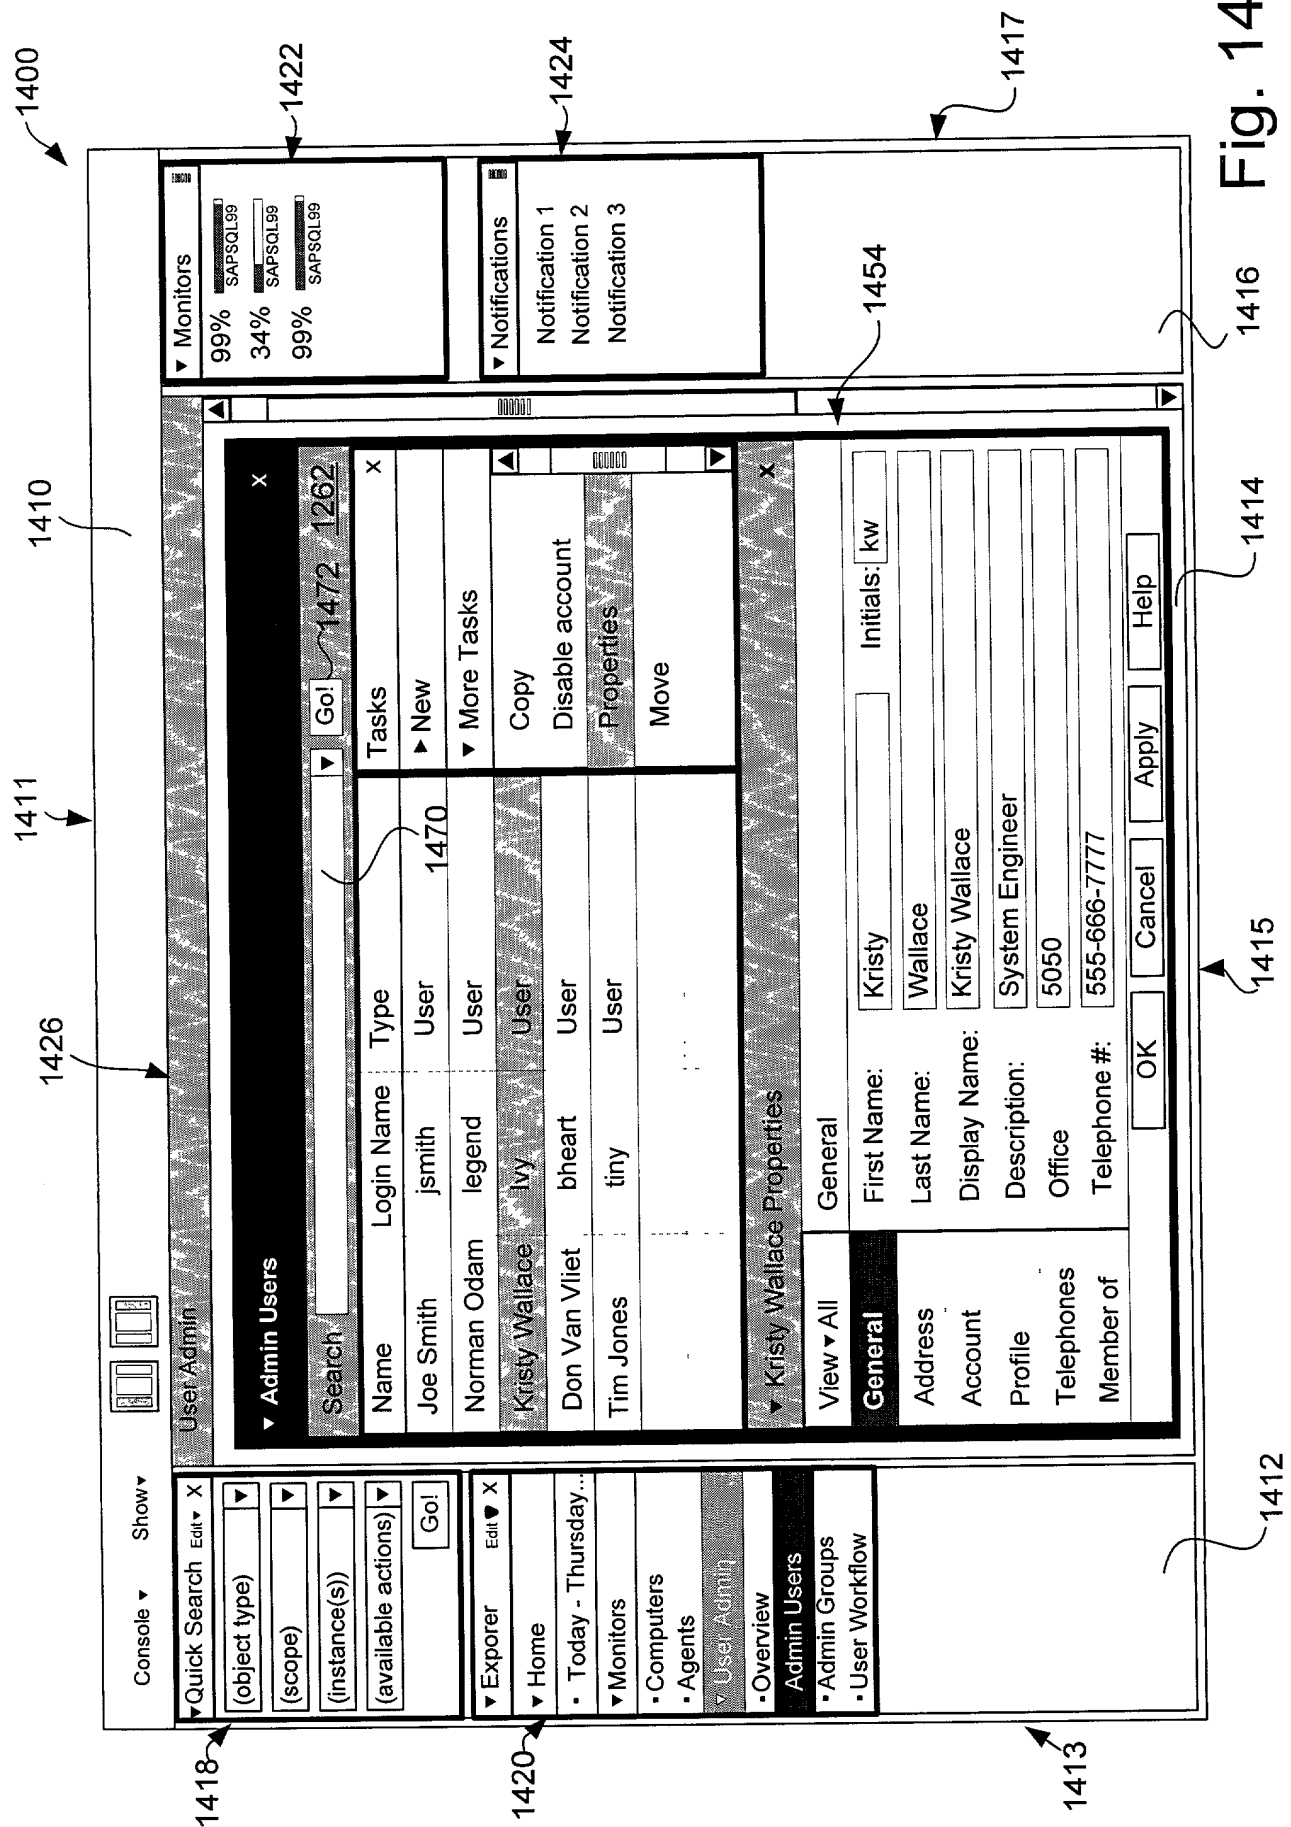 1400
1411
1410
1426
Console ▾ Show▾
▾Quick Search Edit▾ X
(object type) ▼
(scope) ▼
(instance(s)) ▼
(available actions) ▼
Go!
1418
▾ Exporer Edit X
▾ Home
▪ Today - Thursday...
▾Monitors
▪ Computers
▪ Agents
▾ User Admin
▪ Overview
Admin Users
▪ Admin Groups
▪ User Workflow
1420
1413
1412
User Admin
▾ Admin Users X
Search ▼ Go! 1472 1262
Name Login Name Type
Joe Smith jsmith User
Norman Odam legend User
Kristy Wallace Ivy User
Don Van Vliet bheart User
Tim Jones tiny User
1470
Tasks X
▸New
▾ More Tasks
Copy
Disable account
Properties
Move
▾ Kristy Wallace Properties X
View ▾ All
General
Address
Account
Profile
Telephones
Member of
General
First Name: Kristy Initials: kw
Last Name: Wallace
Display Name: Kristy Wallace
Description: System Engineer
Office 5050
Telephone #: 555-666-7777
OK Cancel Apply Help
1454
1414
1415
▾ Monitors
99% SAPSQL99
34% SAPSQL99
99% SAPSQL99
1422
▾ Notifications
Notification 1
Notification 2
Notification 3
1424
1417
1416
Fig. 14